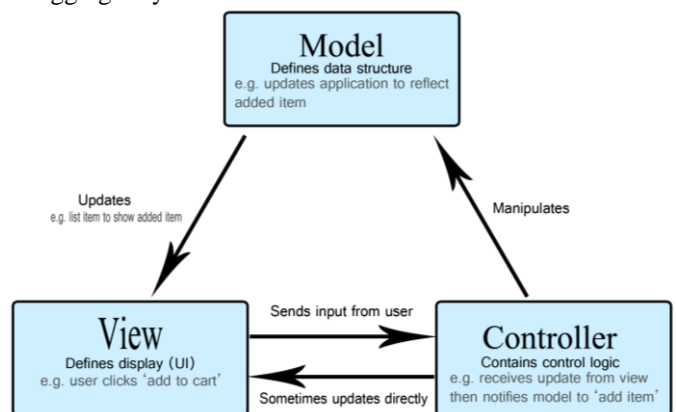 Model
Defines data structure
e.g. updates application to reflect
added item
Updates
e.g. list item to show added item
Manipulates
View
Defines display (UI)
e.g. user clicks ‘add to cart’
Sends input from user
Sometimes updates directly
Controller
Contains control logic
e.g. receives update from view
then notifies model to ‘add item’